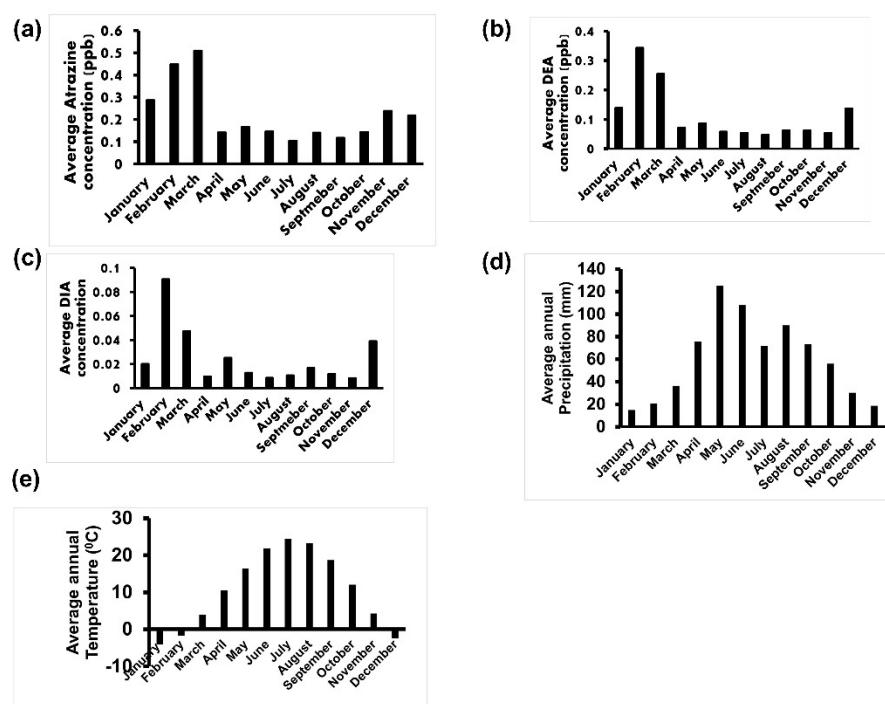 (a)
Average Atrazine
concentration (ppb)
0.6
0.5
0.4
0.3
0.2
0.1
0
January
February
March
April
May
June
July
August
Septmeber
October
November
December
(b)
Average DEA
concentration (ppb)
0.4
0.3
0.2
0.1
0
January
February
March
April
May
June
July
August
Septmeber
October
November
December
(c)
Average DIA
concentration
0.1
0.08
0.06
0.04
0.02
0
January
February
March
April
May
June
July
August
Septmeber
October
November
December
(d)
Average annual
Precipitation (mm)
140
120
100
80
60
40
20
0
January
February
March
April
May
June
July
August
September
October
November
December
(e)
Average annual
Temperature (⁰C)
30
20
10
0
-10
January
February
March
April
May
June
July
August
September
October
November
December